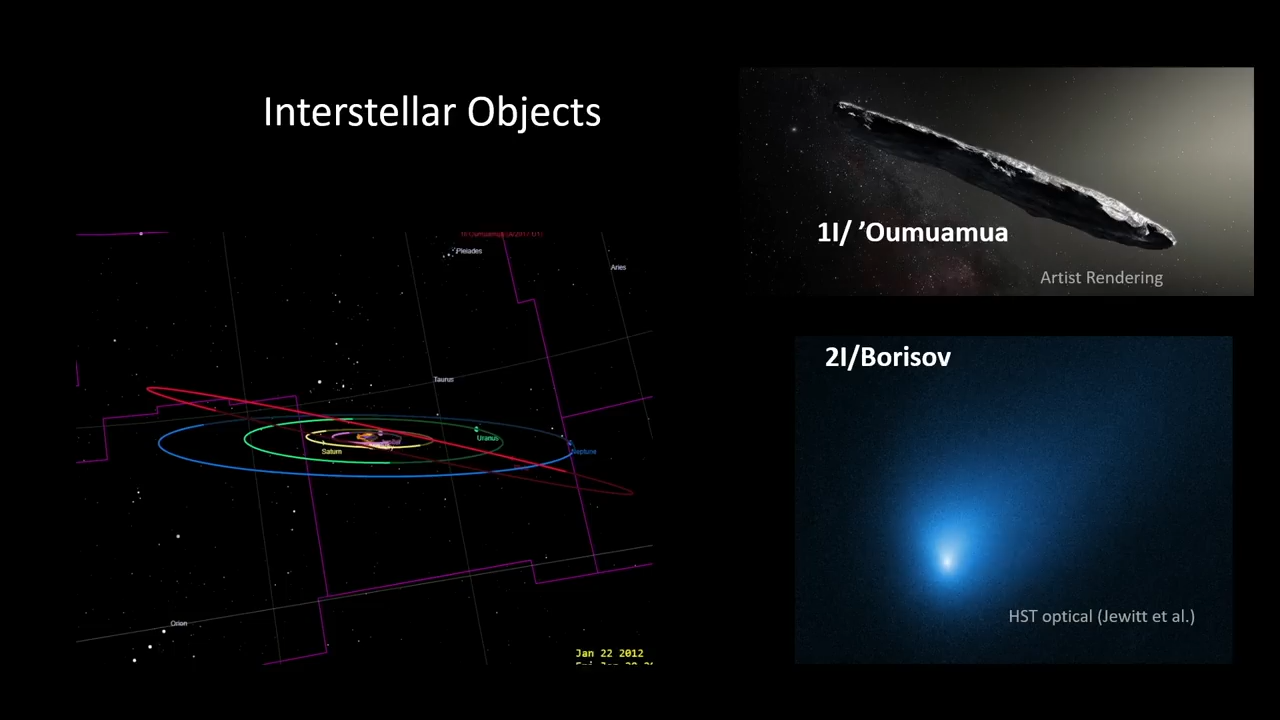 Interstellar Objects
Pleiades
Aries
Taurus
Uranus
Saturn
Neptune
Orion
Jan 22 2012
1I/ ’Oumuamua
Artist Rendering
2I/Borisov
HST optical (Jewitt et al.)